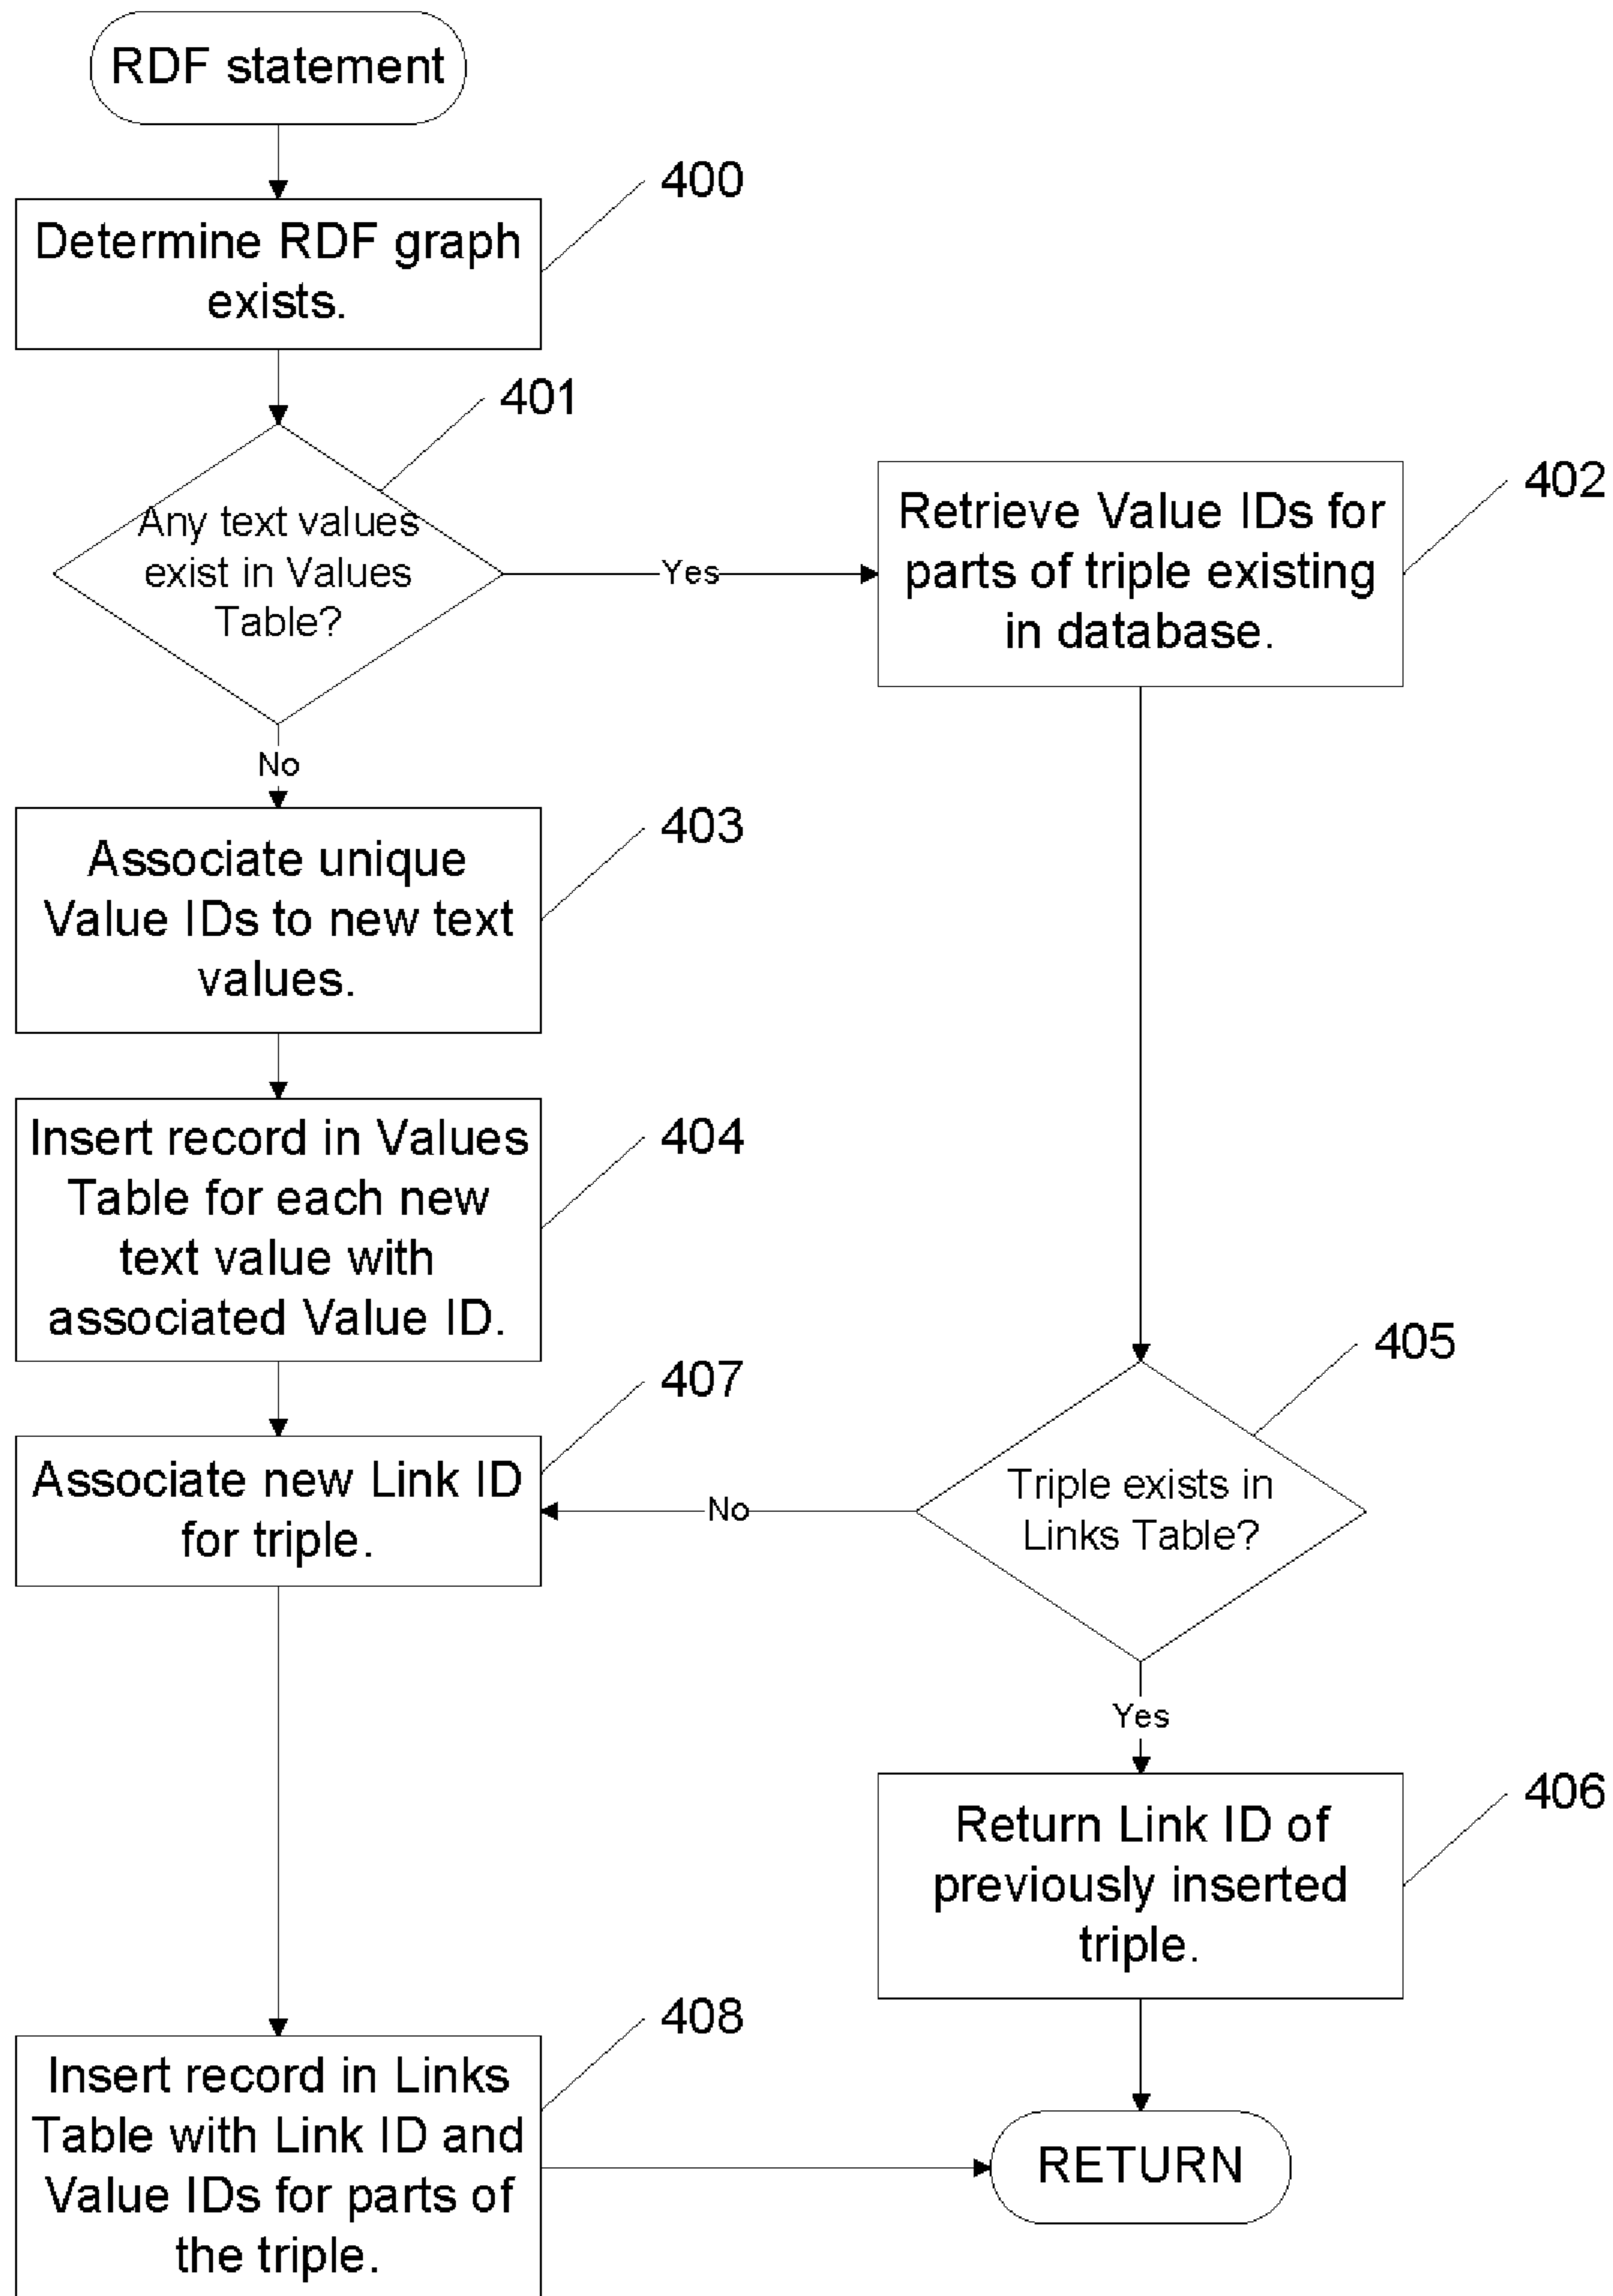 RDF statement
400
Determine RDF graph
exists.
401
Any text values
exist in Values
Table?
Yes
402
Retrieve Value IDs for
parts of triple existing
in database.
No
403
Associate unique
Value IDs to new text
values.
404
Insert record in Values
Table for each new
text value with
associated Value ID.
405
Triple exists in
Links Table?
No
407
Associate new Link ID
for triple.
Yes
406
Return Link ID of
previously inserted
triple.
408
Insert record in Links
Table with Link ID and
Value IDs for parts of
the triple.
RETURN